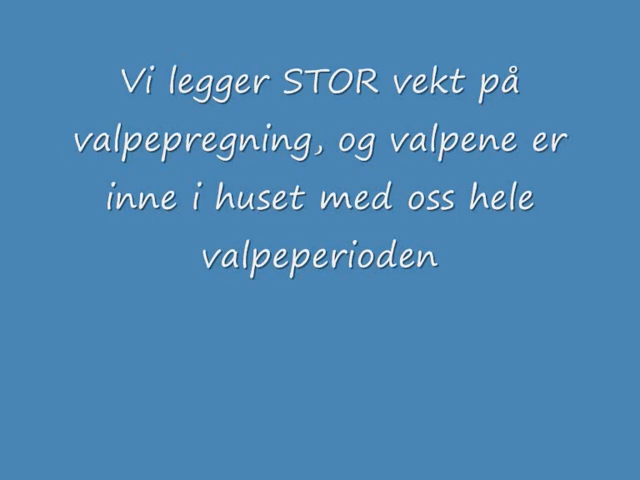 Vi legger STOR vekt på
valpepregning, og valpene er
inne i huset med oss hele
valpeperioden